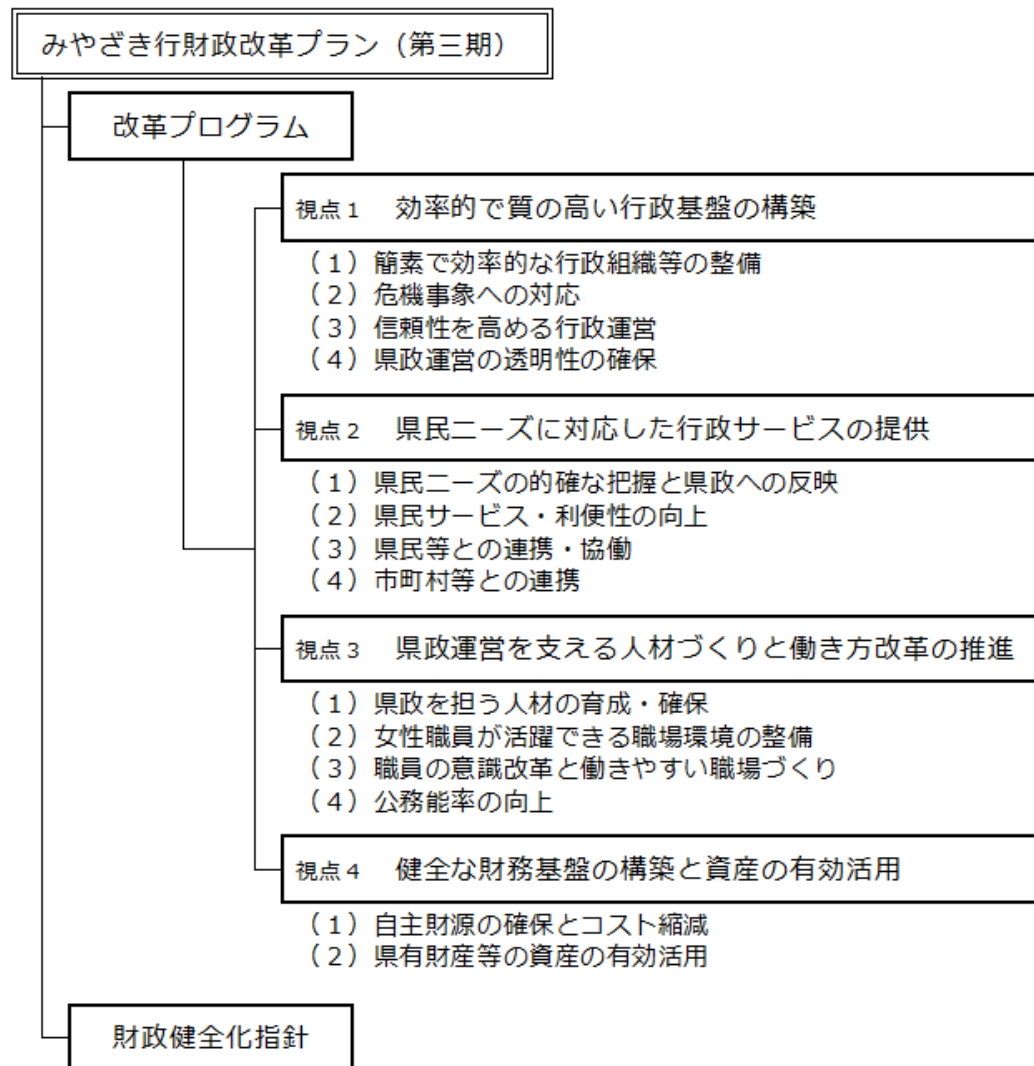 みやざき行財政改革プラン（第三期）
改革プログラム
視点１　効率的で質の高い行政基盤の構築
（１）簡素で効率的な行政組織等の整備
（２）危機事象への対応
（３）信頼性を高める行政運営
（４）県政運営の透明性の確保
視点２　県民ニーズに対応した行政サービスの提供
（１）県民ニーズの的確な把握と県政への反映
（２）県民サービス・利便性の向上
（３）県民等との連携・協働
（４）市町村等との連携
視点３　県政運営を支える人材づくりと働き方改革の推進
（１）県政を担う人材の育成・確保
（２）女性職員が活躍できる職場環境の整備
（３）職員の意識改革と働きやすい職場づくり
（４）公務能率の向上
視点４　健全な財務基盤の構築と資産の有効活用
（１）自主財源の確保とコスト縮減
（２）県有財産等の資産の有効活用
財政健全化指針